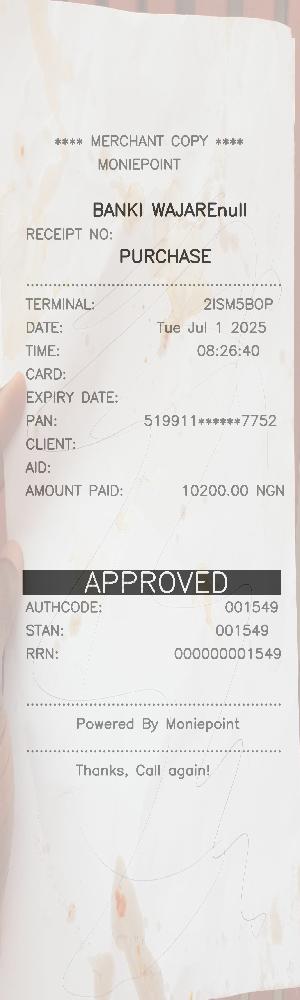 **** MERCHANT COPY ****
MONIEPOINT
BANKI WAJAREnull
RECEIPT NO:
PURCHASE
TERMINAL: 2ISM5BOP
DATE: Tue Jul 1 2025
TIME: 08:26:40
CARD:
EXPIRY DATE:
PAN: 519911******7752
CLIENT:
AID:
AMOUNT PAID: 10200.00 NGN
APPROVED
AUTHCODE: 001549
STAN: 001549
RRN: 000000001549
Powered By Moniepoint
Thanks, Call again!